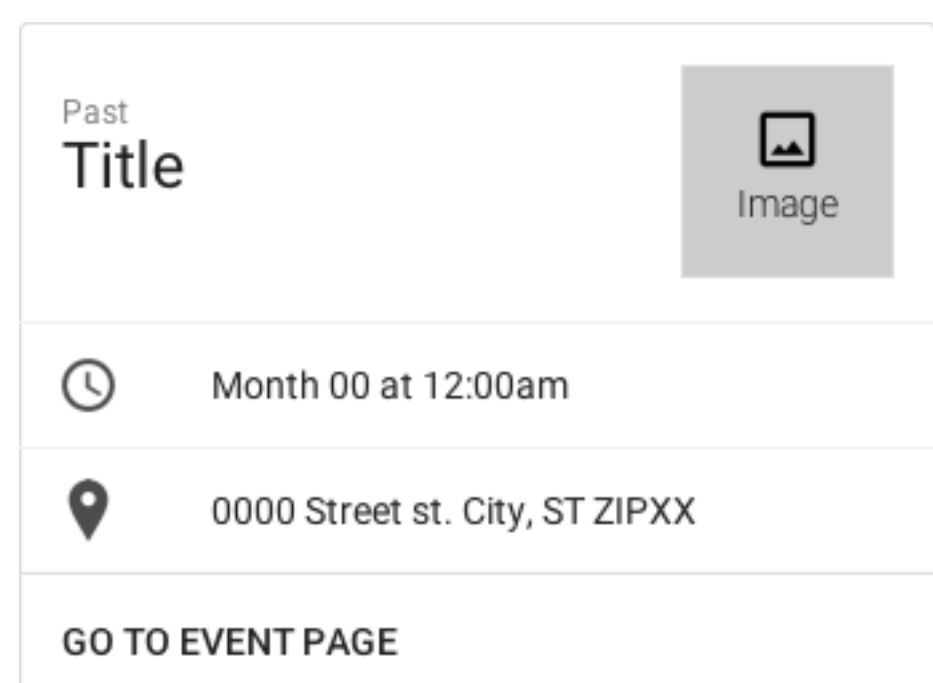 Past
Title
Image
Month 00 at 12:00am
0000 Street st. City, ST ZIPXX
GO TO EVENT PAGE